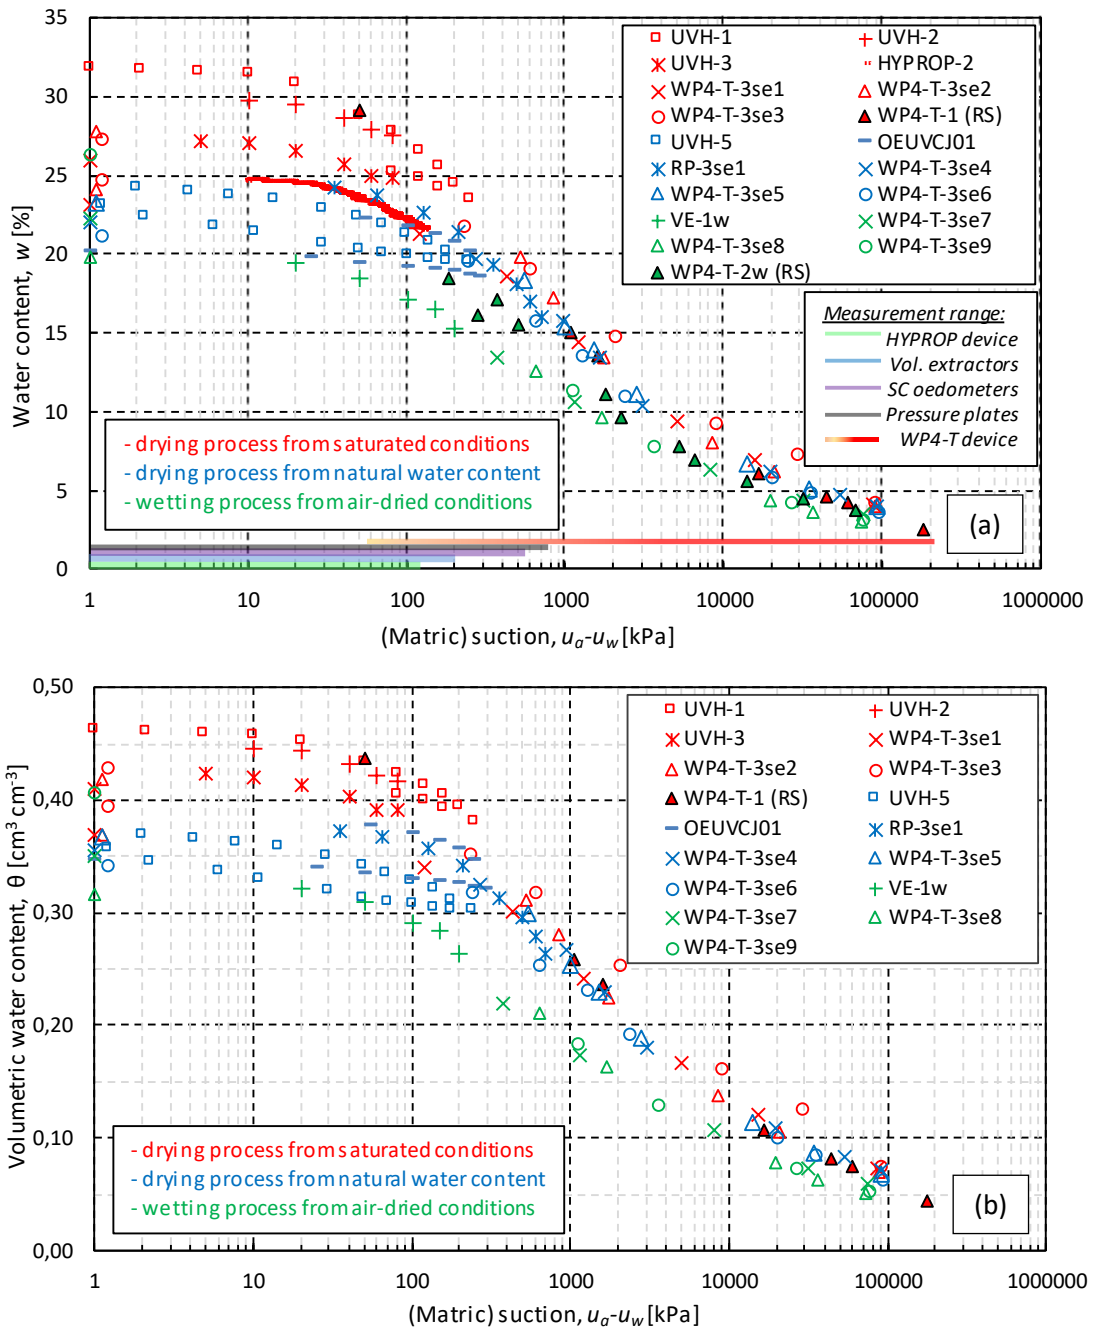 35
30
25
20
15
10
5
0
Water content, w [%]
UVH-1
UVH-2
UVH-3
HYPROP-2
WP4-T-3se1
WP4-T-3se2
WP4-T-3se3
WP4-T-1 (RS)
UVH-5
OEUVCJ01
RP-3se1
WP4-T-3se4
WP4-T-3se5
WP4-T-3se6
VE-1w
WP4-T-3se7
WP4-T-3se8
WP4-T-3se9
WP4-T-2w (RS)
Measurement range:
HYPROP device
Vol. extractors
SC oedometers
Pressure plates
WP4-T device
- drying process from saturated conditions
- drying process from natural water content
- wetting process from air-dried conditions
(a)
1 10 100 1000 10000 100000 1000000
(Matric) suction, ua-uw [kPa]
0,50
0,40
0,30
0,20
0,10
0,00
Volumetric water content, θ [cm³ cm-³]
UVH-1
UVH-2
UVH-3
WP4-T-3se1
WP4-T-3se2
WP4-T-3se3
WP4-T-1 (RS)
UVH-5
OEUVCJ01
RP-3se1
WP4-T-3se4
WP4-T-3se5
WP4-T-3se6
VE-1w
WP4-T-3se7
WP4-T-3se8
WP4-T-3se9
- drying process from saturated conditions
- drying process from natural water content
- wetting process from air-dried conditions
(b)
1 10 100 1000 10000 100000 1000000
(Matric) suction, ua-uw [kPa]